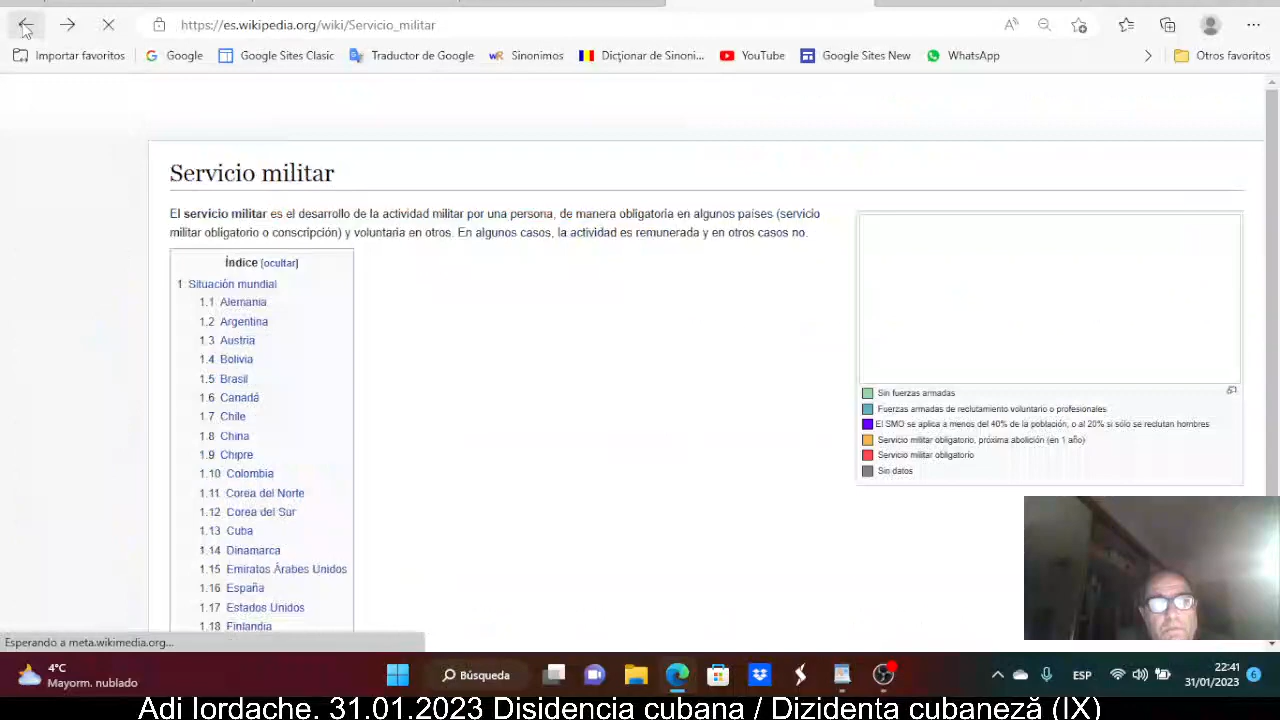 https://es.wikipedia.org/wiki/Servicio_militar
Importar favoritos
Google
Google Sites Clasic
Traductor de Google
wR Sinonimos
Dicționar de Sinoni...
YouTube
Google Sites New
WhatsApp
Otros favoritos
Servicio militar
El servicio militar es el desarrollo de la actividad militar por una persona, de manera obligatoria en algunos países (servicio
militar obligatorio o conscripción) y voluntaria en otros. En algunos casos, la actividad es remunerada y en otros casos no.
Índice [ocultar]
1 Situación mundial
1.1 Alemania
1.2 Argentina
1.3 Austria
1.4 Bolivia
1.5 Brasil
1.6 Canadá
1.7 Chile
1.8 China
1.9 Chipre
1.10 Colombia
1.11 Corea del Norte
1.12 Corea del Sur
1.13 Cuba
1.14 Dinamarca
1.15 Emiratos Árabes Unidos
1.16 España
1.17 Estados Unidos
1.18 Finlandia
Sin fuerzas armadas
Fuerzas armadas de reclutamiento voluntario o profesionales
El SMO se aplica a menos del 40% de la población, o al 20% si sólo se reclutan hombres
Servicio militar obligatorio, próxima abolición (en 1 año)
Servicio militar obligatorio
Sin datos
Esperando a meta.wikimedia.org...
4°C
Mayorm. nublado
Búsqueda
ESP
22:41
31/01/2023
6
Adi Iordache. 31.01.2023 Disidencia cubana / Dizidenta cubaneză (IX)